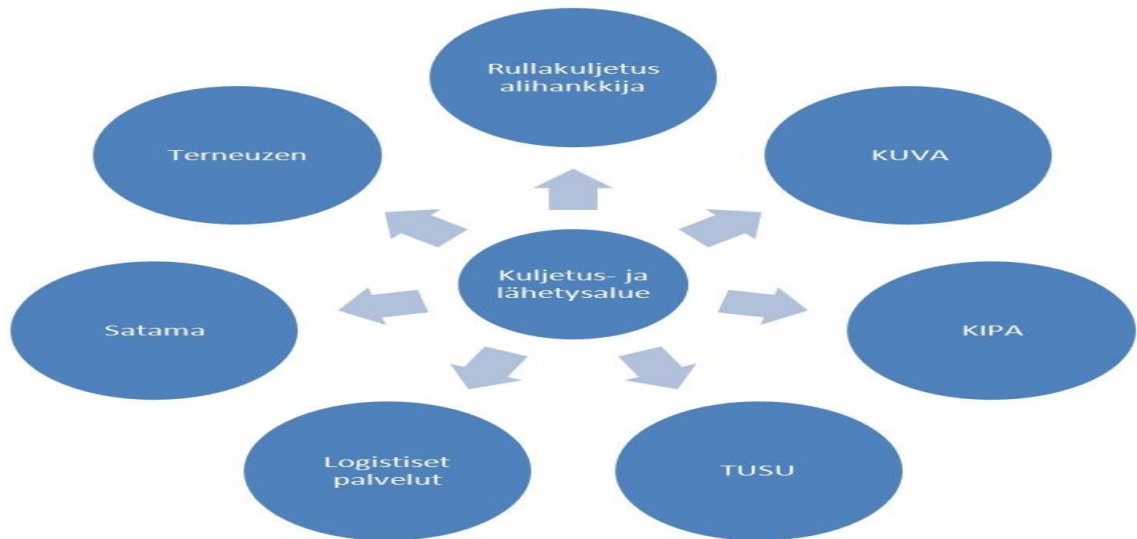 Rullakuljetus
alihankkija
Terneuzen
KUVA
Kuljetus- ja
lähetysalue
Satama
KIPA
Logistiset
palvelut
TUSU